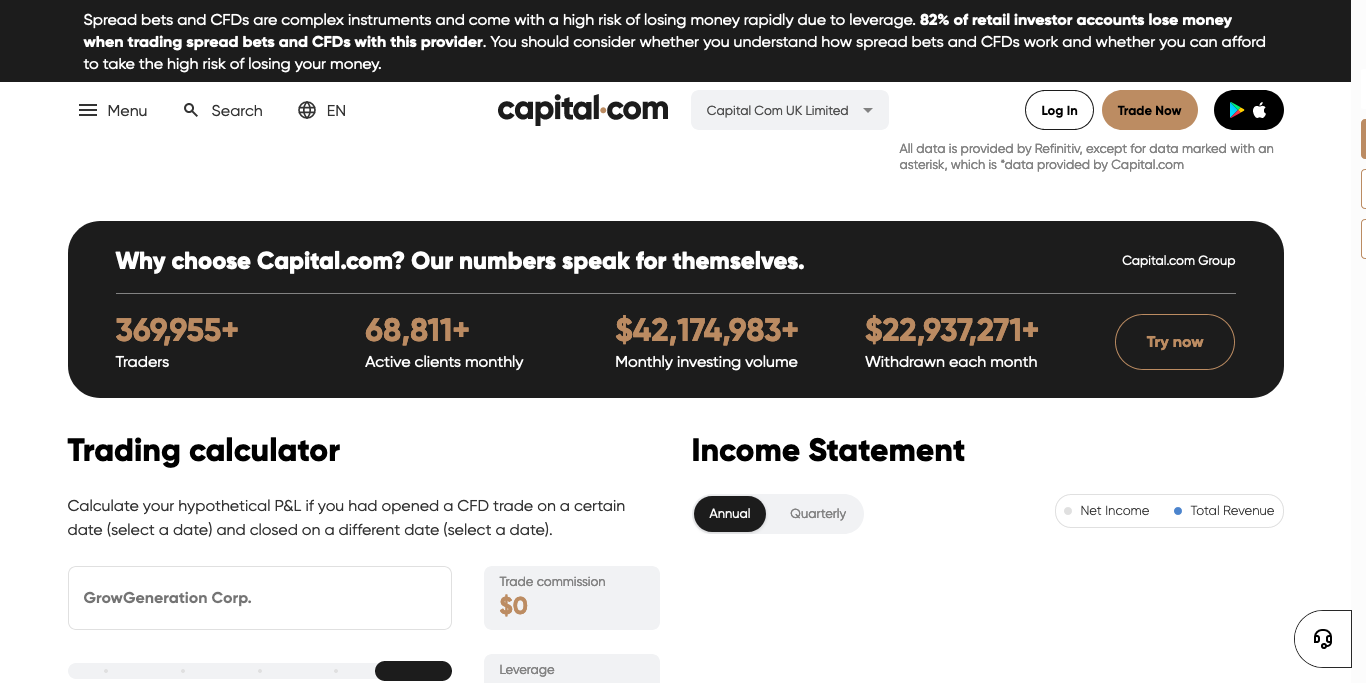 Spread bets and CFDs are complex instruments and come with a high risk of losing money rapidly due to leverage. 82% of retail investor accounts lose money
when trading spread bets and CFDs with this provider. You should consider whether you understand how spread bets and CFDs work and whether you can afford
to take the high risk of losing your money.
Menu
Search
EN
capital.com
Capital Com UK Limited
Log In
Trade Now
All data is provided by Refinitiv, except for data marked with an
asterisk, which is *data provided by Capital.com
Why choose Capital.com? Our numbers speak for themselves.
Capital.com Group
369,955+
Traders
68,811+
Active clients monthly
$42,174,983+
Monthly investing volume
$22,937,271+
Withdrawn each month
Try now
Trading calculator
Calculate your hypothetical P&L if you had opened a CFD trade on a certain
date (select a date) and closed on a different date (select a date).
GrowGeneration Corp.
Trade commission
$0
Leverage
Income Statement
Annual
Quarterly
Net Income
Total Revenue